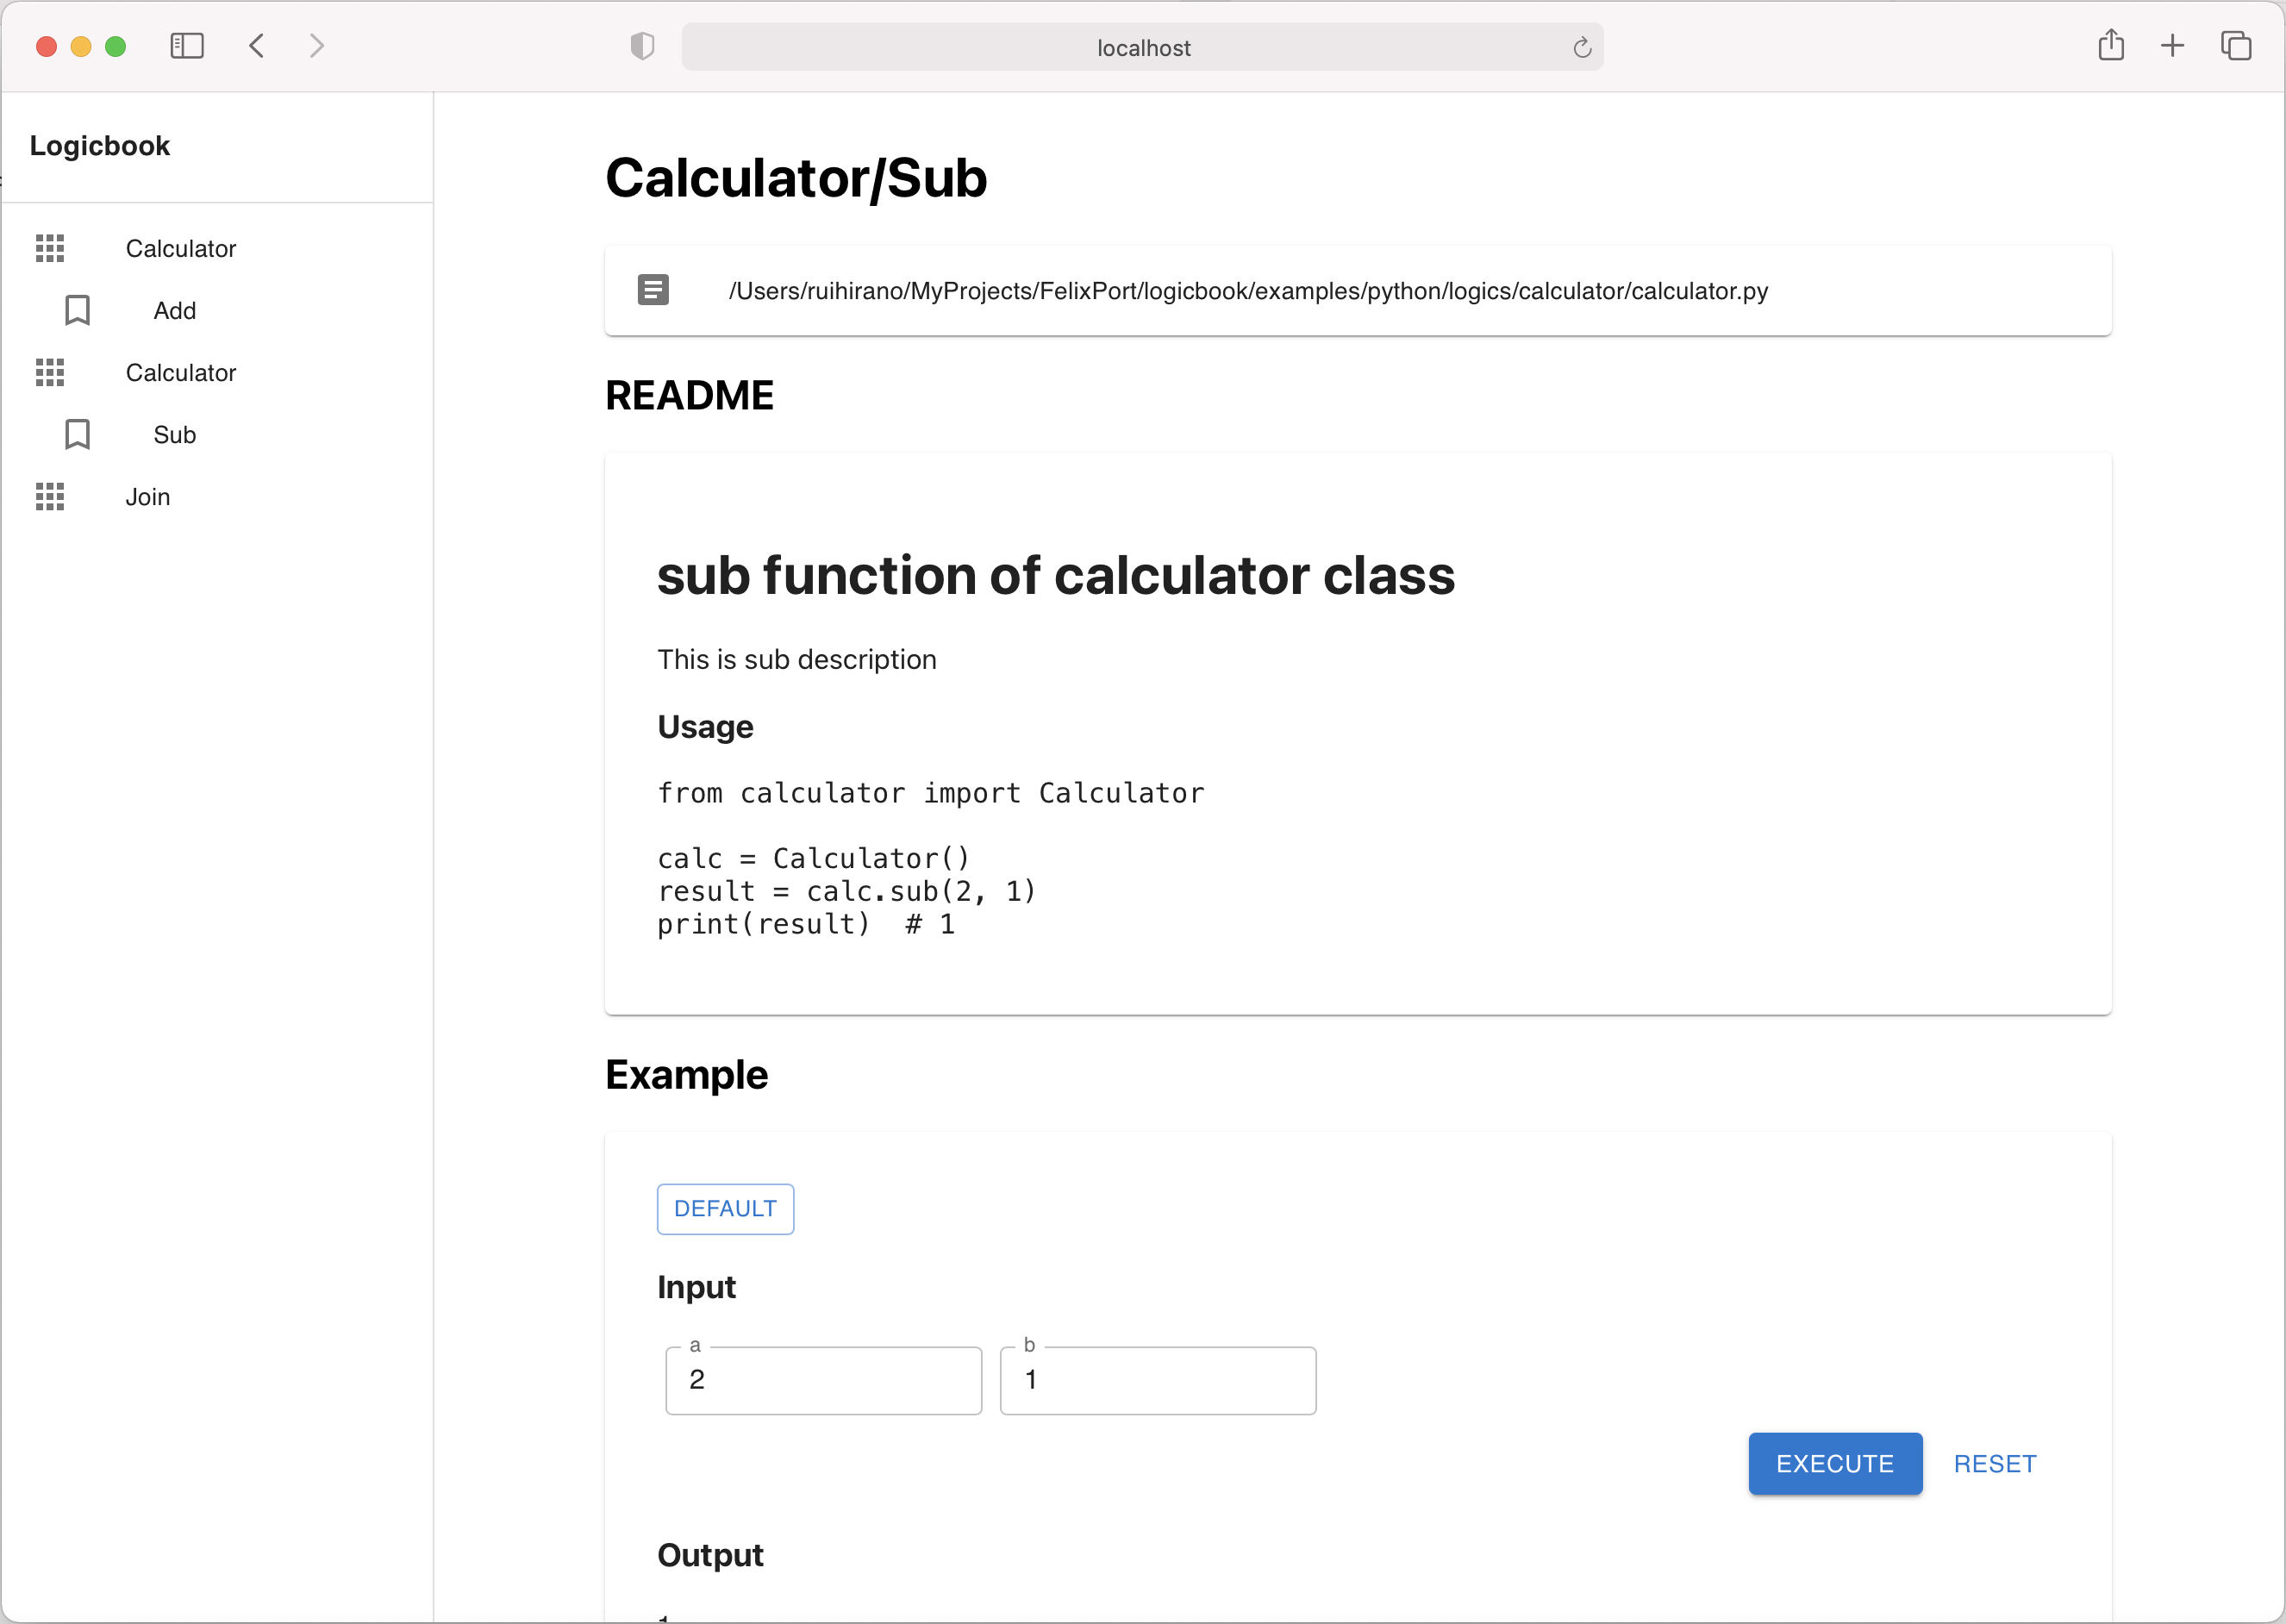 localhost
Logicbook
Calculator
Add
Calculator
Sub
Join
Calculator/Sub
/Users/ruihirano/MyProjects/FelixPort/logicbook/examples/python/logics/calculator/calculator.py
README
sub function of calculator class
This is sub description
Usage
from calculator import Calculator
calc = Calculator()
result = calc.sub(2, 1)
print(result)  # 1
Example
DEFAULT
Input
a b
2 1
EXECUTE RESET
Output